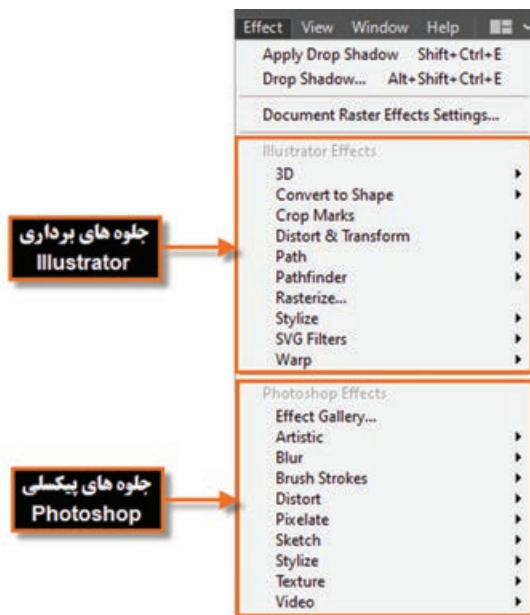 Effect View Window Help
Apply Drop Shadow Shift+Ctrl+E
Drop Shadow... Alt+Shift+Ctrl+E
Document Raster Effects Settings...
Illustrator Effects
3D
Convert to Shape
Crop Marks
Distort & Transform
Path
Pathfinder
Rasterize...
Stylize
SVG Filters
Warp
جلوه های برداری
Illustrator
Photoshop Effects
Effect Gallery...
Artistic
Blur
Brush Strokes
Distort
Pixelate
Sketch
Stylize
Texture
Video
جلوه های پیکسلی
Photoshop